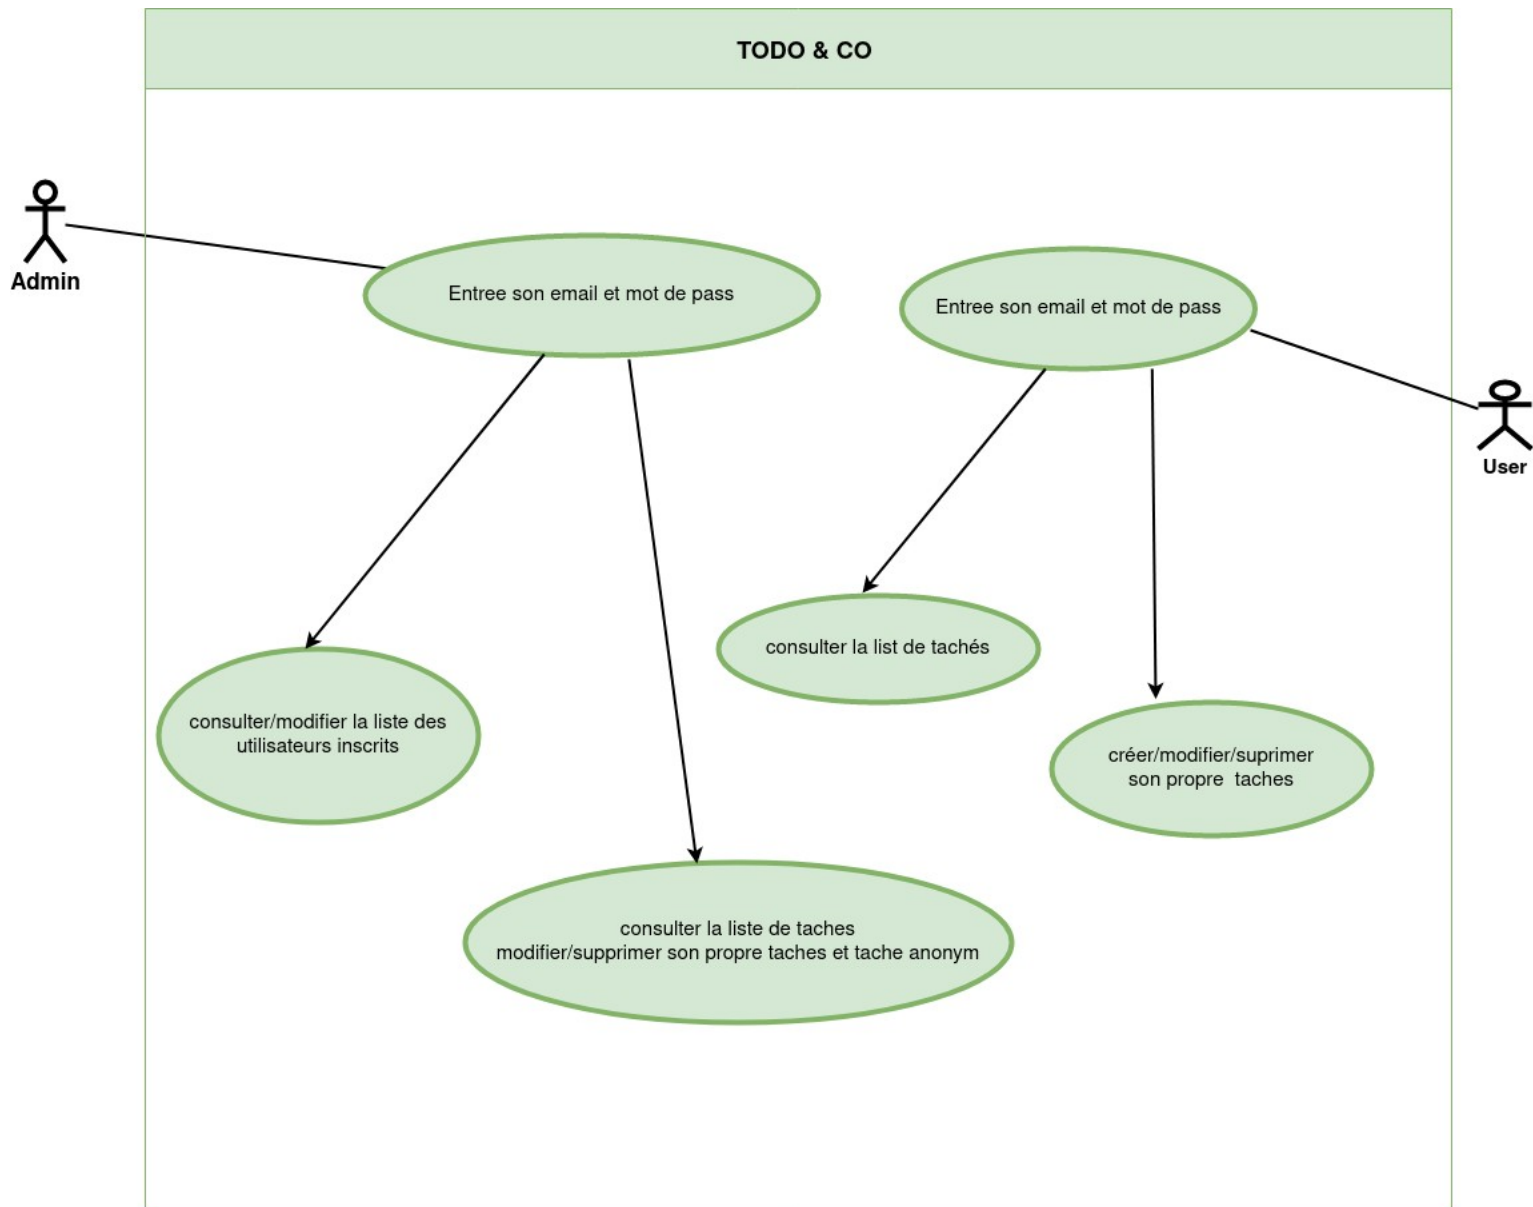 TODO & CO
Admin
Entree son email et mot de pass
Entree son email et mot de pass
User
consulter la list de tachés
consulter/modifier la liste des
utilisateurs inscrits
créer/modifier/suprimer
son propre  taches
consulter la liste de taches
modifier/supprimer son propre taches et tache anonym